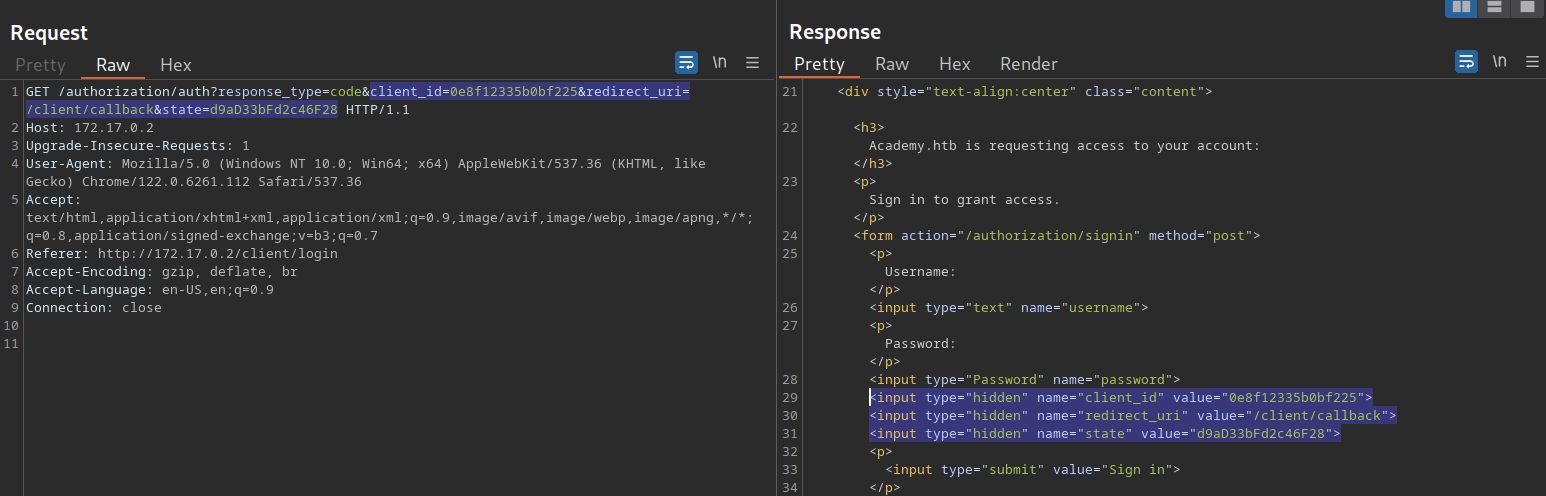 Request
Pretty Raw Hex
\n
1 GET /authorization/auth?response_type=code&client_id=0e8f12335b0bf225&redirect_uri=
/client/callback&state=d9aD33bFd2c46F28 HTTP/1.1
2 Host: 172.17.0.2
3 Upgrade-Insecure-Requests: 1
4 User-Agent: Mozilla/5.0 (Windows NT 10.0; Win64; x64) AppleWebKit/537.36 (KHTML, like
Gecko) Chrome/122.0.6261.112 Safari/537.36
5 Accept:
text/html,application/xhtml+xml,application/xml;q=0.9,image/avif,image/webp,image/apng,*/*;
q=0.8,application/signed-exchange;v=b3;q=0.7
6 Referer: http://172.17.0.2/client/login
7 Accept-Encoding: gzip, deflate, br
8 Accept-Language: en-US,en;q=0.9
9 Connection: close
10
11
Response
Pretty Raw Hex Render
\n
21 <div style="text-align:center" class="content">
22 <h3>
Academy.htb is requesting access to your account:
</h3>
23 <p>
Sign in to grant access.
</p>
24 <form action="/authorization/signin" method="post">
25 <p>
Username:
</p>
26 <input type="text" name="username">
27 <p>
Password:
</p>
28 <input type="Password" name="password">
29 <input type="hidden" name="client_id" value="0e8f12335b0bf225">
30 <input type="hidden" name="redirect_uri" value="/client/callback">
31 <input type="hidden" name="state" value="d9aD33bFd2c46F28">
32 <p>
33 <input type="submit" value="Sign in">
34 </p>